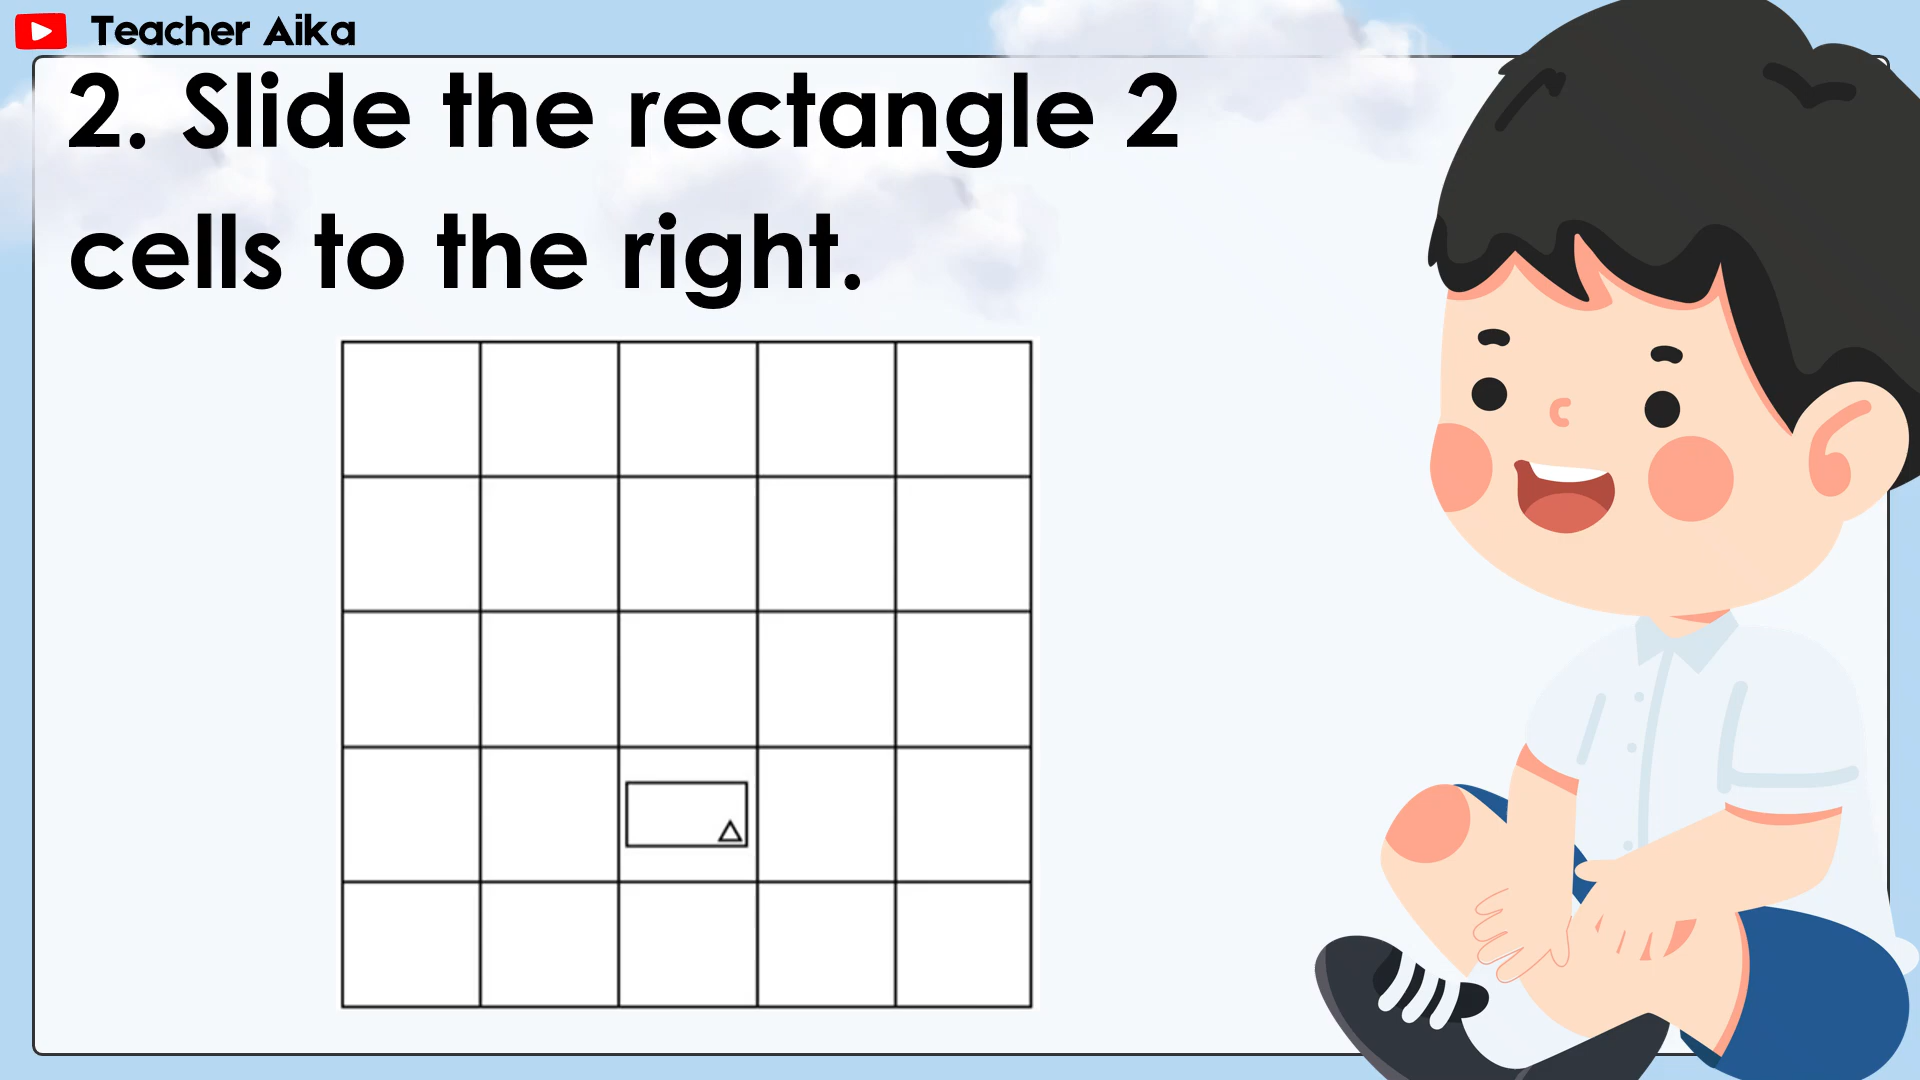 Teacher Aika
2. Slide the rectangle 2
cells to the right.